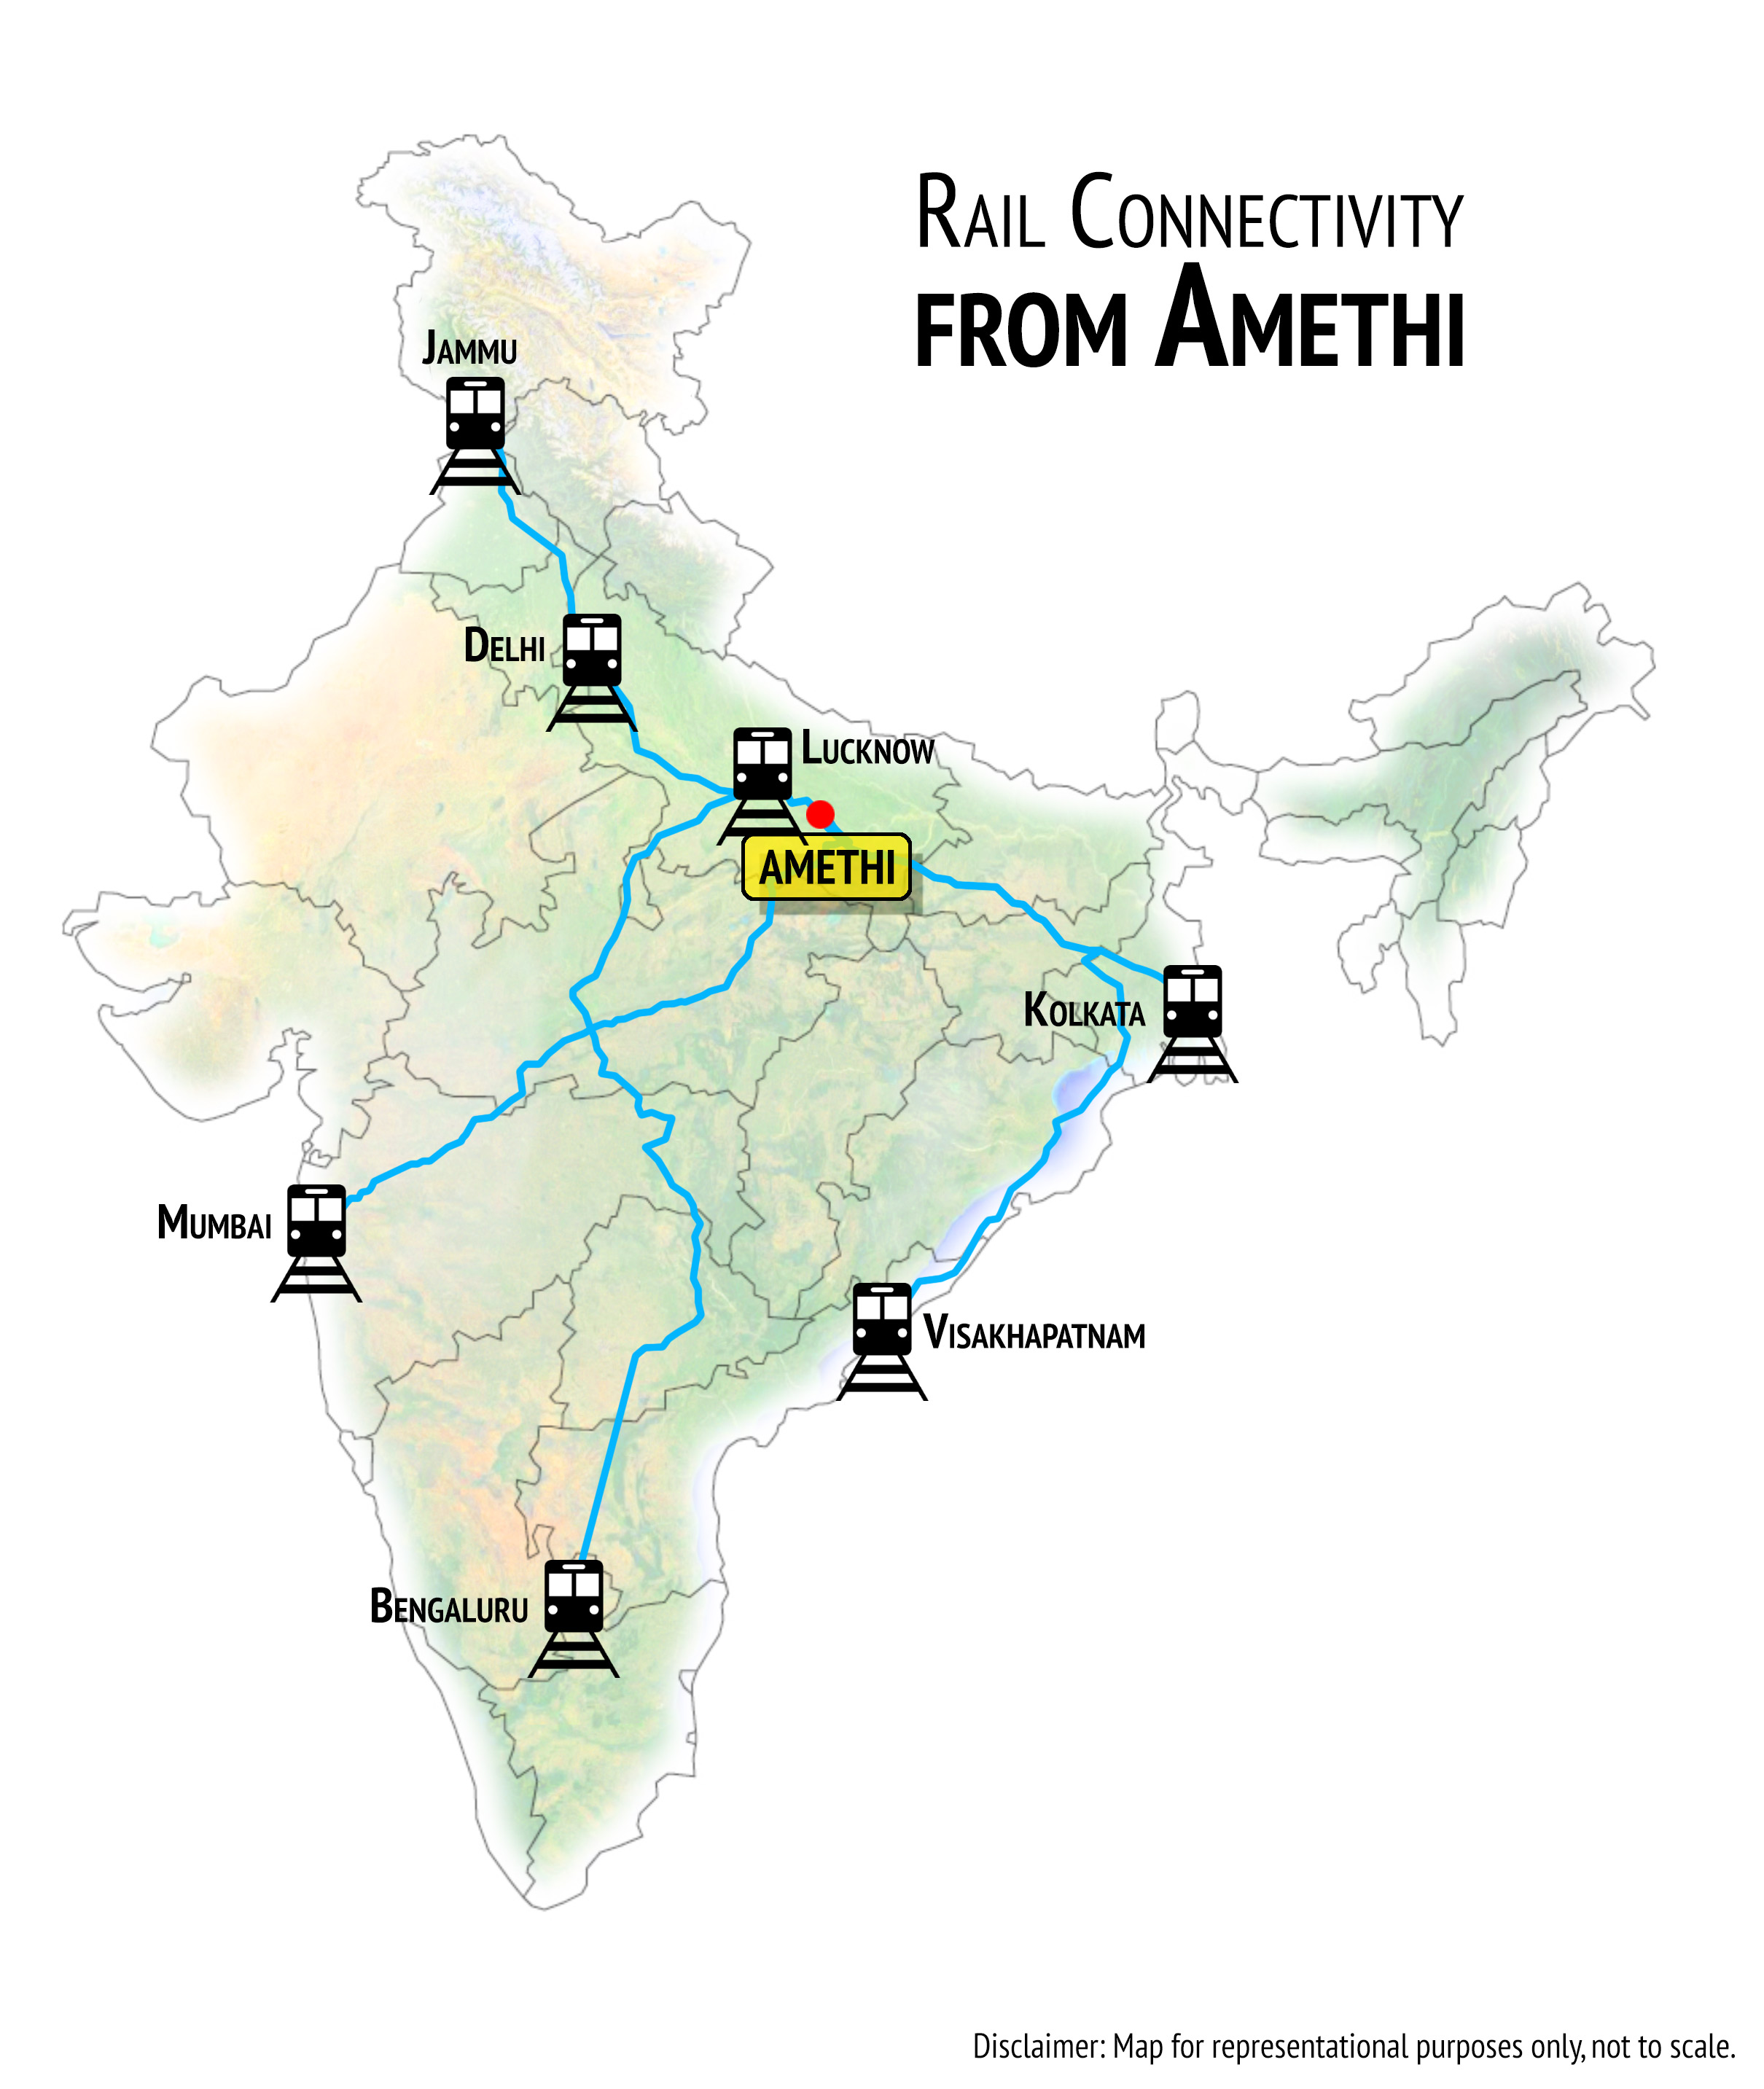 Rail Connectivity
from Amethi
Jammu
Delhi
Lucknow
AMETHI
Kolkata
Mumbai
Visakhapatnam
Bengaluru
Disclaimer: Map for representational purposes only, not to scale.